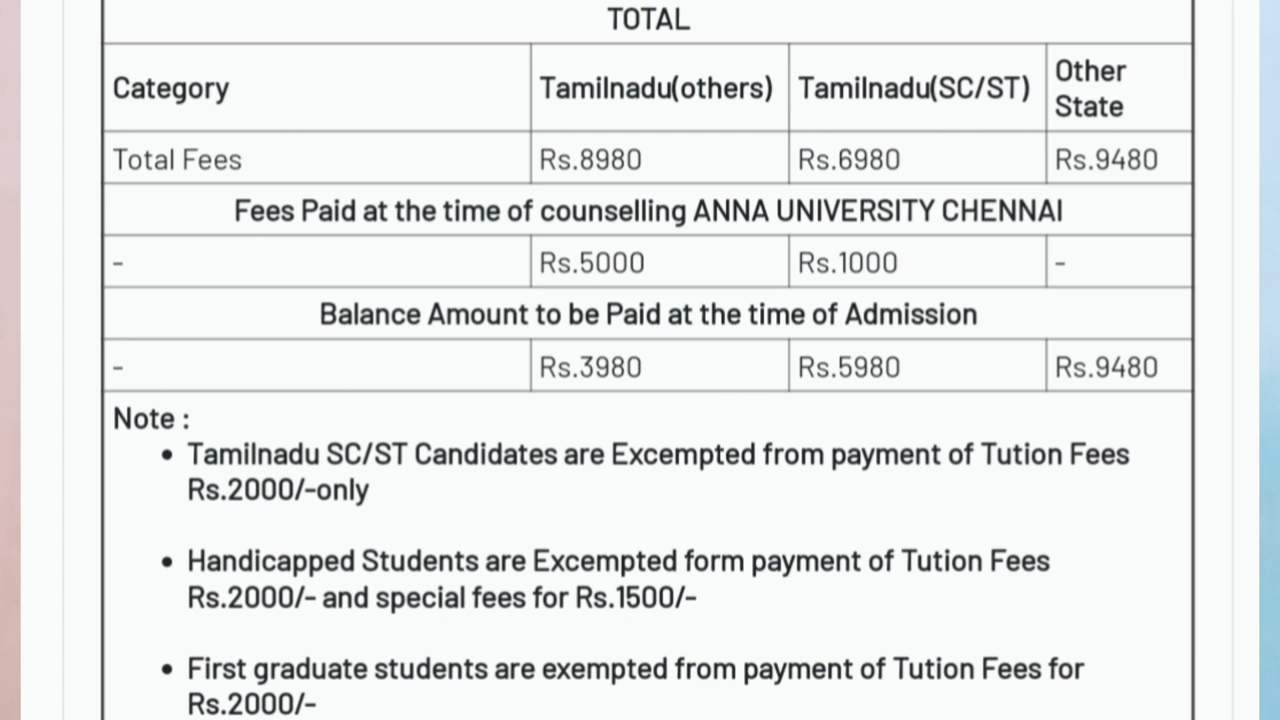 TOTAL
Category Tamilnadu(others) Tamilnadu(SC/ST) Other State
Total Fees Rs.8980 Rs.6980 Rs.9480
Fees Paid at the time of counselling ANNA UNIVERSITY CHENNAI
- Rs.5000 Rs.1000 -
Balance Amount to be Paid at the time of Admission
- Rs.3980 Rs.5980 Rs.9480
Note :
• Tamilnadu SC/ST Candidates are Excempted from payment of Tution Fees
Rs.2000/-only
• Handicapped Students are Excempted form payment of Tution Fees
Rs.2000/- and special fees for Rs.1500/-
• First graduate students are exempted from payment of Tution Fees for
Rs.2000/-